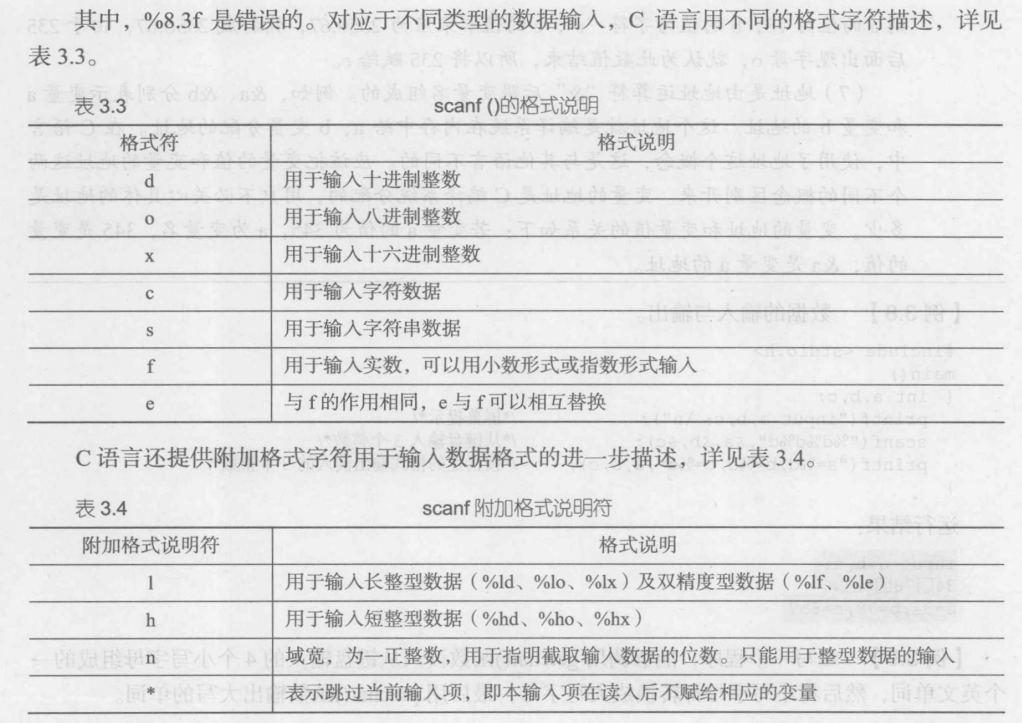 其中，%8.3f 是错误的。对应于不同类型的数据输入，C 语言用不同的格式字符描述，详见
表 3.3。
表 3.3 scanf ()的格式说明
格式符 格式说明
d 用于输入十进制整数
o 用于输入八进制整数
x 用于输入十六进制整数
c 用于输入字符数据
s 用于输入字符串数据
f 用于输入实数，可以用小数形式或指数形式输入
e 与 f 的作用相同，e 与 f 可以相互替换
C 语言还提供附加格式字符用于输入数据格式的进一步描述，详见表 3.4。
表 3.4 scanf 附加格式说明符
附加格式说明符 格式说明
l 用于输入长整型数据（%ld、%lo、%lx）及双精度型数据（%lf、%le）
h 用于输入短整型数据（%hd、%ho、%hx）
n 域宽，为一正整数，用于指明截取输入数据的位数。只能用于整型数据的输入
* 表示跳过当前输入项，即本输入项在读入后不赋给相应的变量